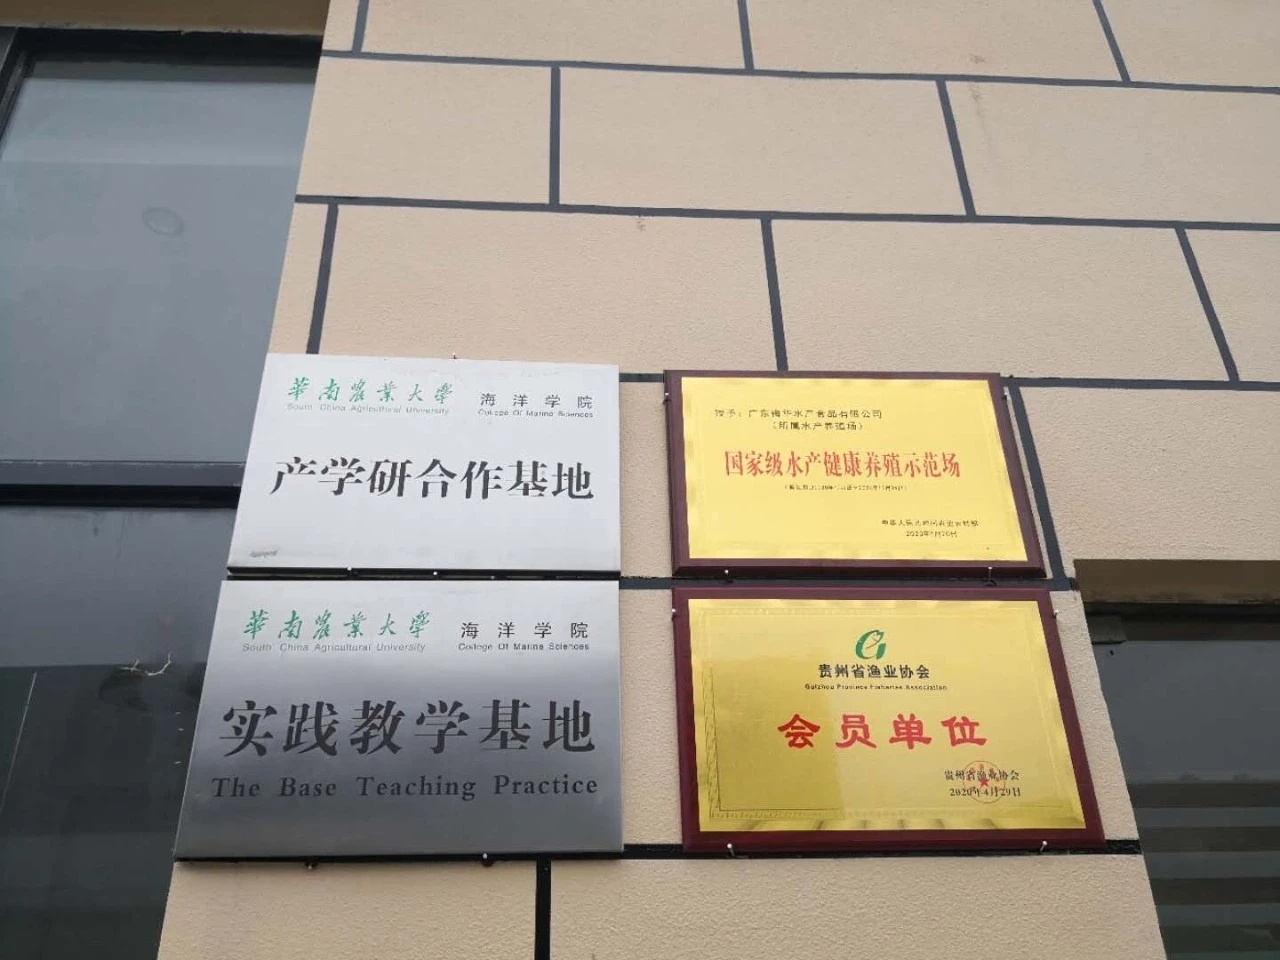 華南農業大學 海洋学院
South China Agricultural University College Of Marine Sciences
产学研合作基地
華南農業大學 海洋学院
South China Agricultural University College Of Marine Sciences
实践教学基地
The Base Teaching Practice
授予：广东梅华水产食品有限公司
（所属水产养殖场）
国家级水产健康养殖示范场
贵州省渔业协会
Guizhou Province Fisheries Association
会员单位
贵州省渔业协会
2020年4月29日